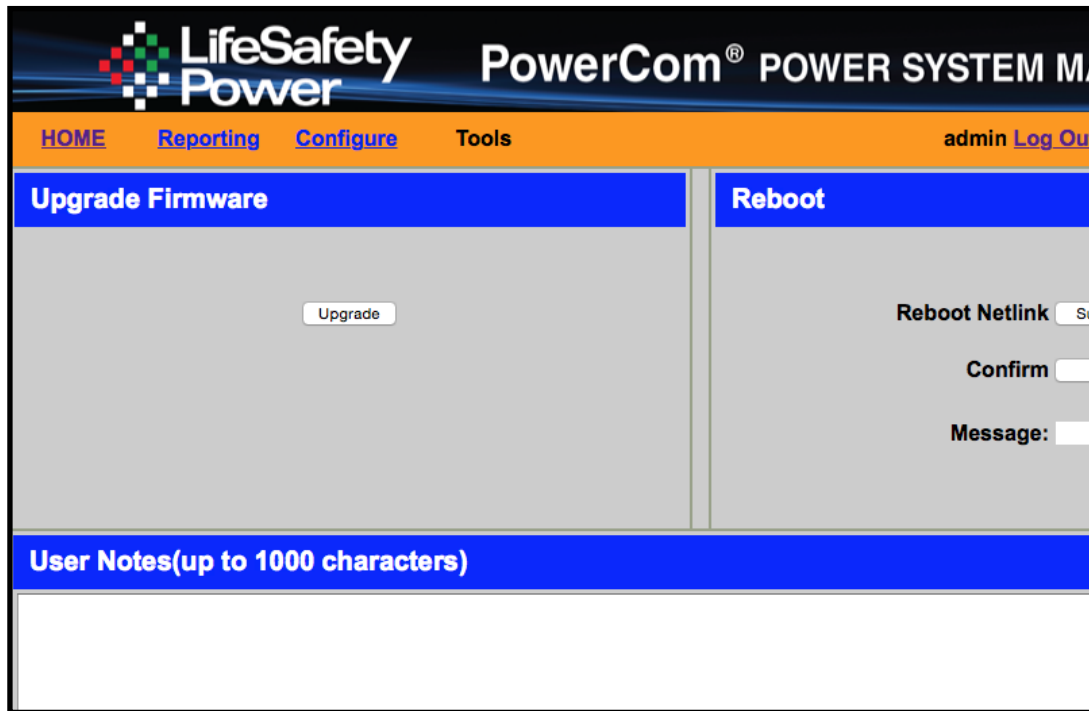 LifeSafety Power
PowerCom® POWER SYSTEM
HOME Reporting Configure Tools admin Log
Upgrade Firmware
Reboot
Upgrade
Reboot Netlink
Confirm
Message:
User Notes(up to 1000 characters)